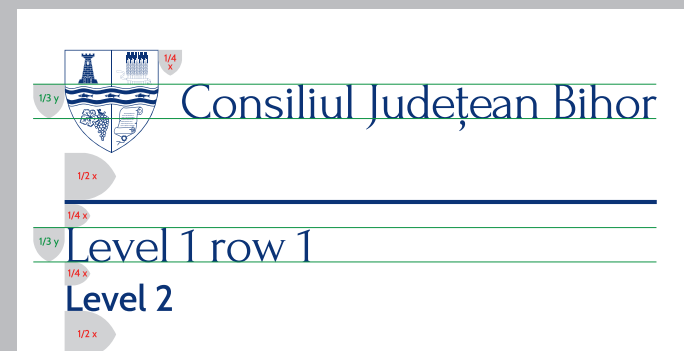 1/4
x
1/3 y
Consiliul Județean Bihor
1/2 x
1/4 x
1/3 y
Level 1 row 1
1/4 x
Level 2
1/2 x